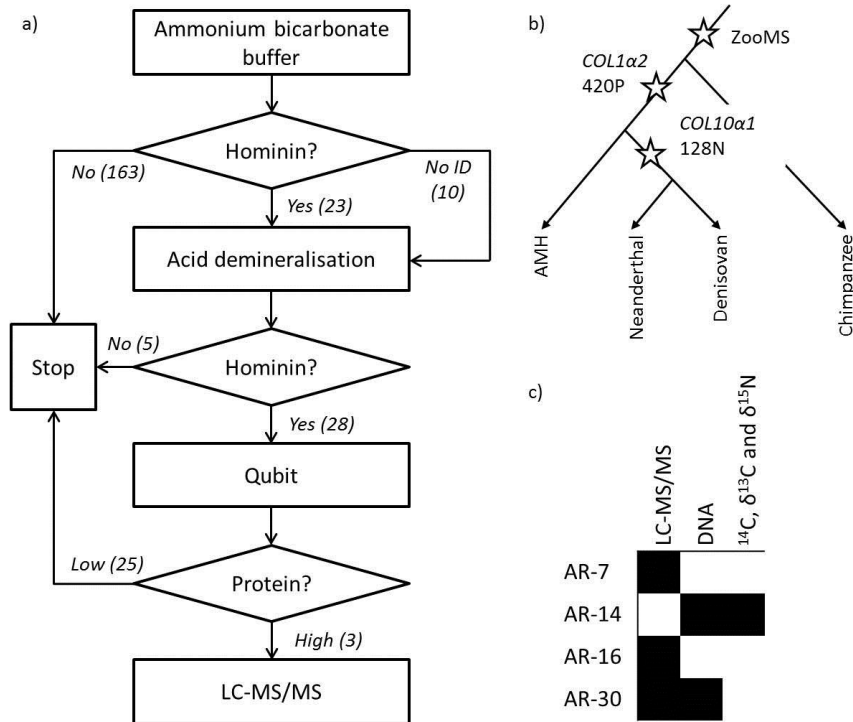 a)
Ammonium bicarbonate
buffer
Hominin?
No (163)
No ID
(10)
Yes (23)
Acid demineralisation
Hominin?
No (5)
Stop
Yes (28)
Qubit
Low (25)
Protein?
High (3)
LC-MS/MS
b)
ZooMS
COL1α2
420P
COL10α1
128N
AMH
Neanderthal
Denisovan
Chimpanzee
c)
LC-MS/MS
DNA
¹⁴C, δ¹³C and δ¹⁵N
AR-7
AR-14
AR-16
AR-30